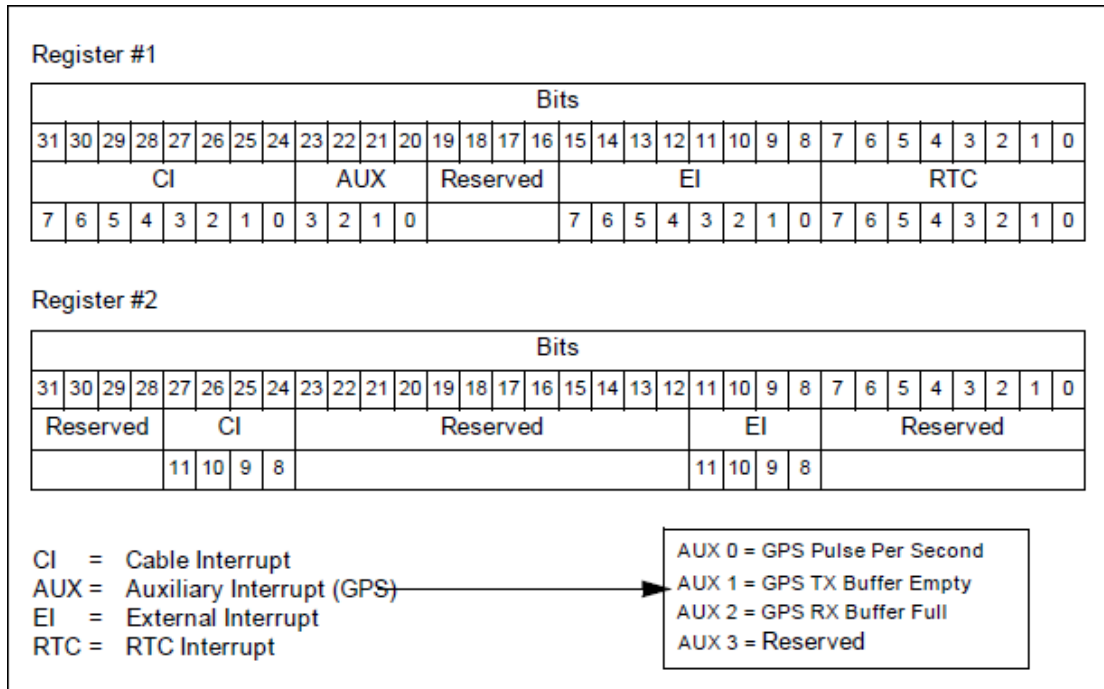 Register #1
Bits
31 30 29 28 27 26 25 24 23 22 21 20 19 18 17 16 15 14 13 12 11 10 9 8 7 6 5 4 3 2 1 0
CI AUX Reserved EI RTC
7 6 5 4 3 2 1 0 3 2 1 0 7 6 5 4 3 2 1 0 7 6 5 4 3 2 1 0
Register #2
Bits
31 30 29 28 27 26 25 24 23 22 21 20 19 18 17 16 15 14 13 12 11 10 9 8 7 6 5 4 3 2 1 0
Reserved CI Reserved EI Reserved
11 10 9 8 11 10 9 8
CI = Cable Interrupt
AUX = Auxiliary Interrupt (GPS)
EI = External Interrupt
RTC = RTC Interrupt
AUX 0 = GPS Pulse Per Second
AUX 1 = GPS TX Buffer Empty
AUX 2 = GPS RX Buffer Full
AUX 3 = Reserved